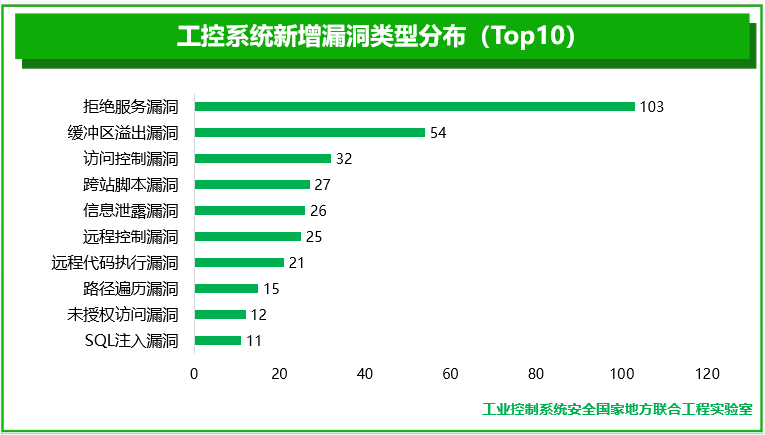 工控系统新增漏洞类型分布（Top10）
拒绝服务漏洞 103
缓冲区溢出漏洞 54
访问控制漏洞 32
跨站脚本漏洞 27
信息泄露漏洞 26
远程控制漏洞 25
远程代码执行漏洞 21
路径遍历漏洞 15
未授权访问漏洞 12
SQL注入漏洞 11
0 20 40 60 80 100 120
工业控制系统安全国家地方联合工程实验室